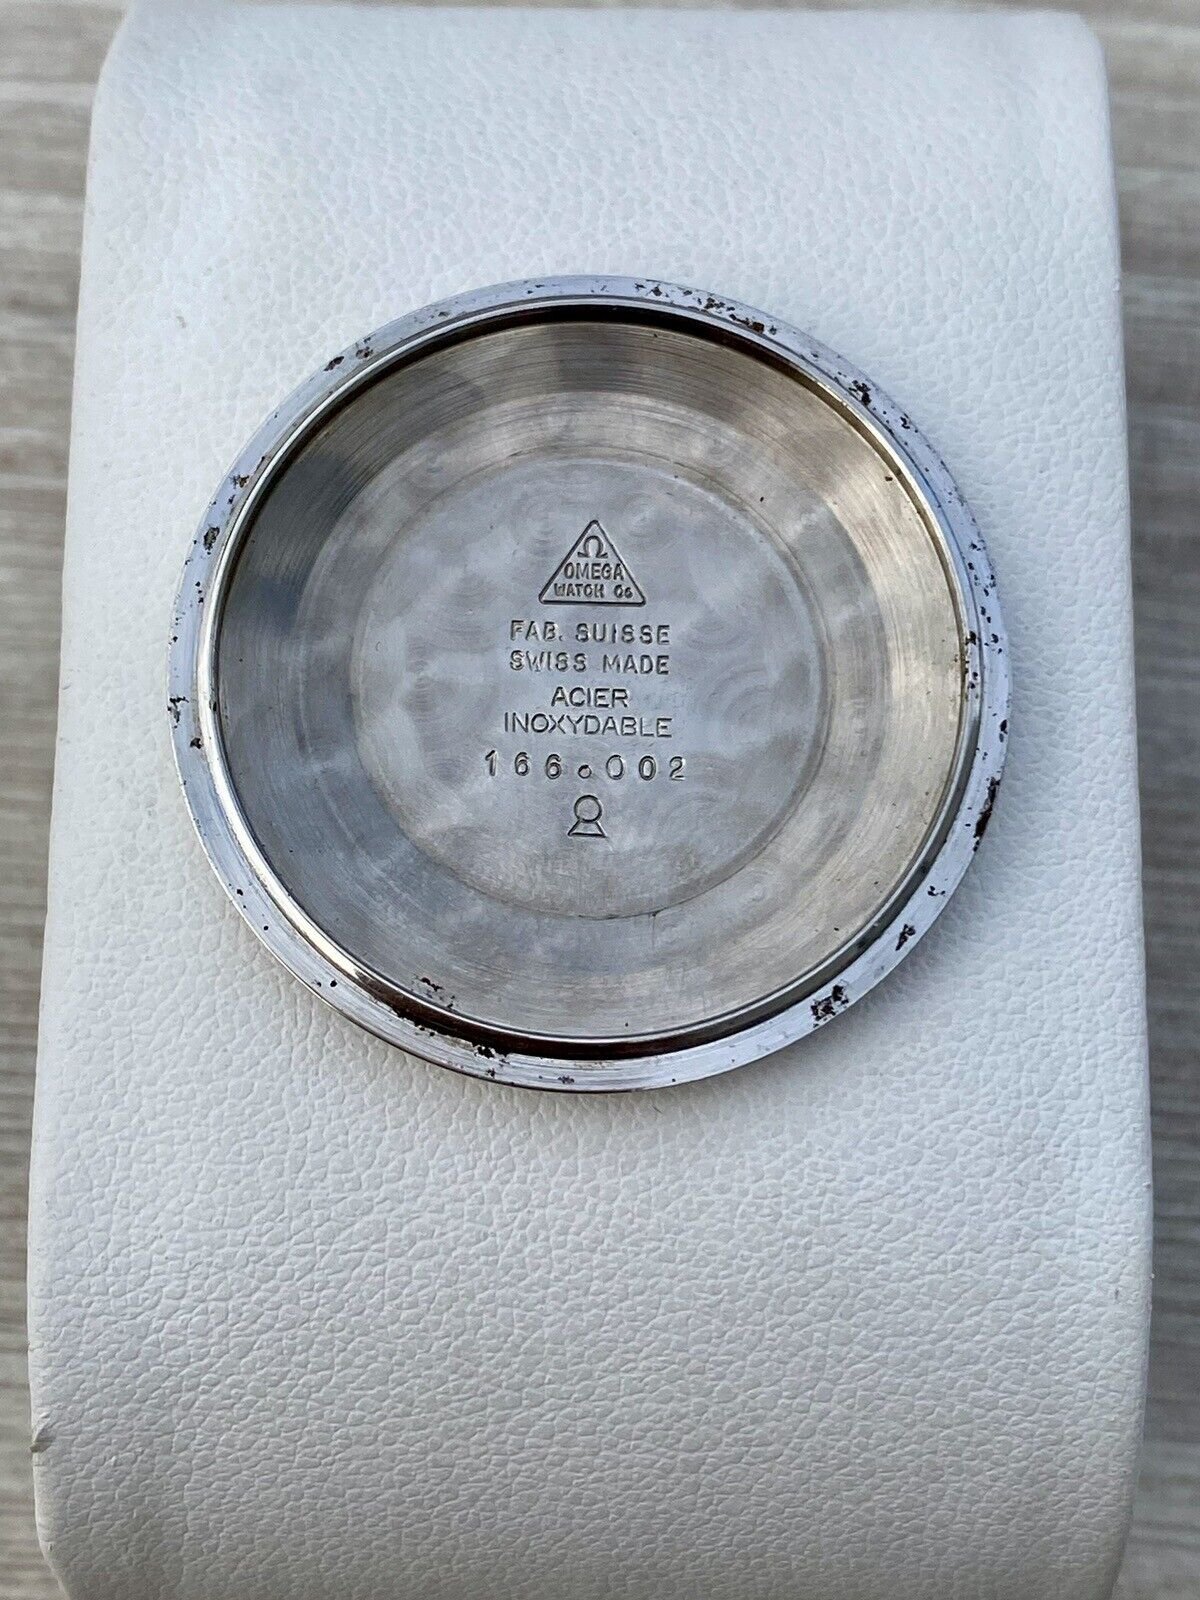 Ω
OMEGA
WATCH Co
FAB. SUISSE
SWISS MADE
ACIER
INOXYDABLE
166.002